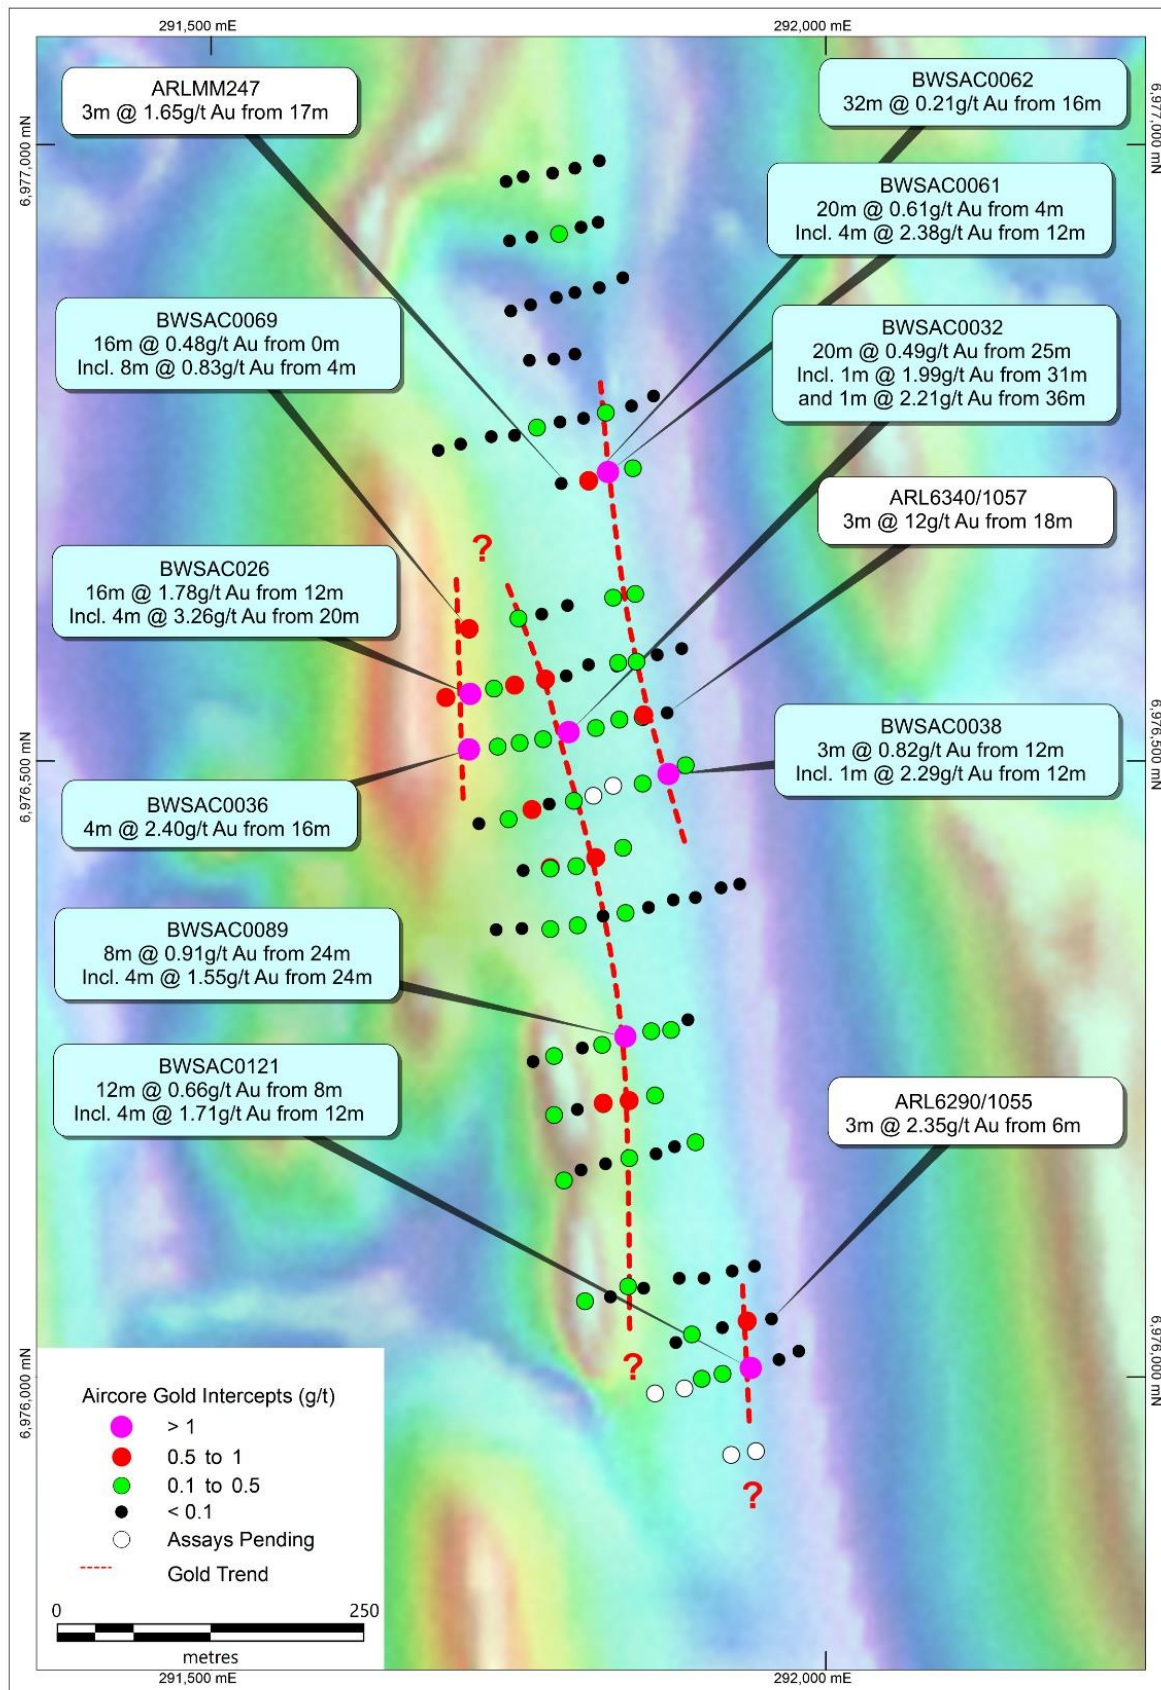 291,500 mE
292,000 mE
6,977,000 mN
6,977,000 mN
ARLMM247
3m @ 1.65g/t Au from 17m
BWSAC0062
32m @ 0.21g/t Au from 16m
BWSAC0061
20m @ 0.61g/t Au from 4m
Incl. 4m @ 2.38g/t Au from 12m
BWSAC0069
16m @ 0.48g/t Au from 0m
Incl. 8m @ 0.83g/t Au from 4m
BWSAC0032
20m @ 0.49g/t Au from 25m
Incl. 1m @ 1.99g/t Au from 31m
and 1m @ 2.21g/t Au from 36m
ARL6340/1057
3m @ 12g/t Au from 18m
?
BWSAC026
16m @ 1.78g/t Au from 12m
Incl. 4m @ 3.26g/t Au from 20m
6,976,500 mN
6,976,500 mN
BWSAC0038
3m @ 0.82g/t Au from 12m
Incl. 1m @ 2.29g/t Au from 12m
BWSAC0036
4m @ 2.40g/t Au from 16m
BWSAC0089
8m @ 0.91g/t Au from 24m
Incl. 4m @ 1.55g/t Au from 24m
BWSAC0121
12m @ 0.66g/t Au from 8m
Incl. 4m @ 1.71g/t Au from 12m
ARL6290/1055
3m @ 2.35g/t Au from 6m
?
?
6,976,000 mN
6,976,000 mN
Aircore Gold Intercepts (g/t)
> 1
0.5 to 1
0.1 to 0.5
< 0.1
Assays Pending
Gold Trend
0 250
metres
291,500 mE
292,000 mE